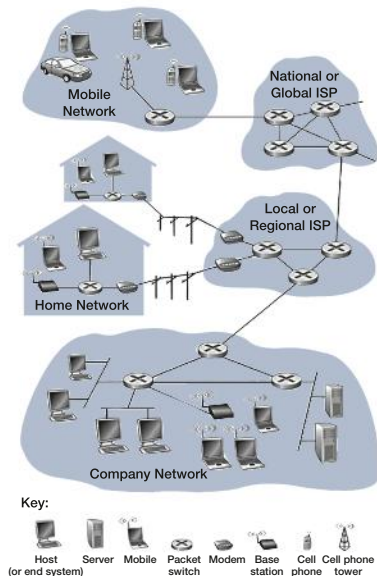 Mobile
Network
National or
Global ISP
Local or
Regional ISP
Home Network
Company Network
Key:
Host
(or end system)
Server
Mobile
Packet
switch
Modem
Base
station
Cell
phone
Cell phone
tower